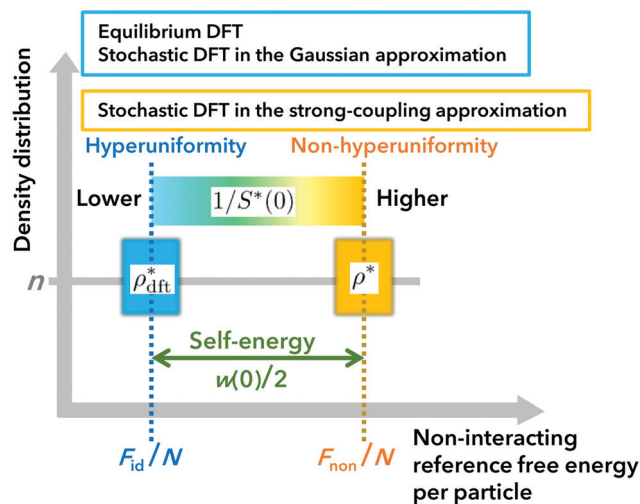 Equilibrium DFT
Stochastic DFT in the Gaussian approximation
Stochastic DFT in the strong-coupling approximation
Density distribution
Hyperuniformity
Non-hyperuniformity
Lower
1/S*(0)
Higher
n
ρ*dft
ρ*
Self-energy
w(0)/2
Fid/N
Fnon/N
Non-interacting
reference free energy
per particle